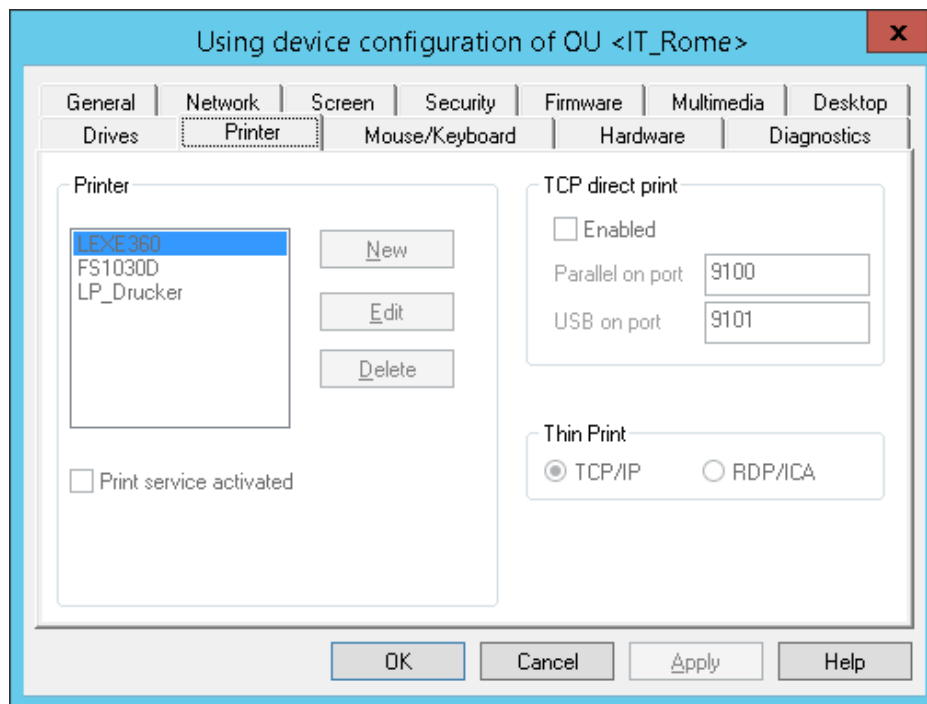 Using device configuration of OU <IT_Rome>
x
General Network Screen Security Firmware Multimedia Desktop
Drives Printer Mouse/Keyboard Hardware Diagnostics
Printer
LEXE360
FS1030D
LP_Drucker
New
Edit
Delete
Print service activated
TCP direct print
Enabled
Parallel on port 9100
USB on port 9101
Thin Print
TCP/IP RDP/ICA
OK Cancel Apply Help